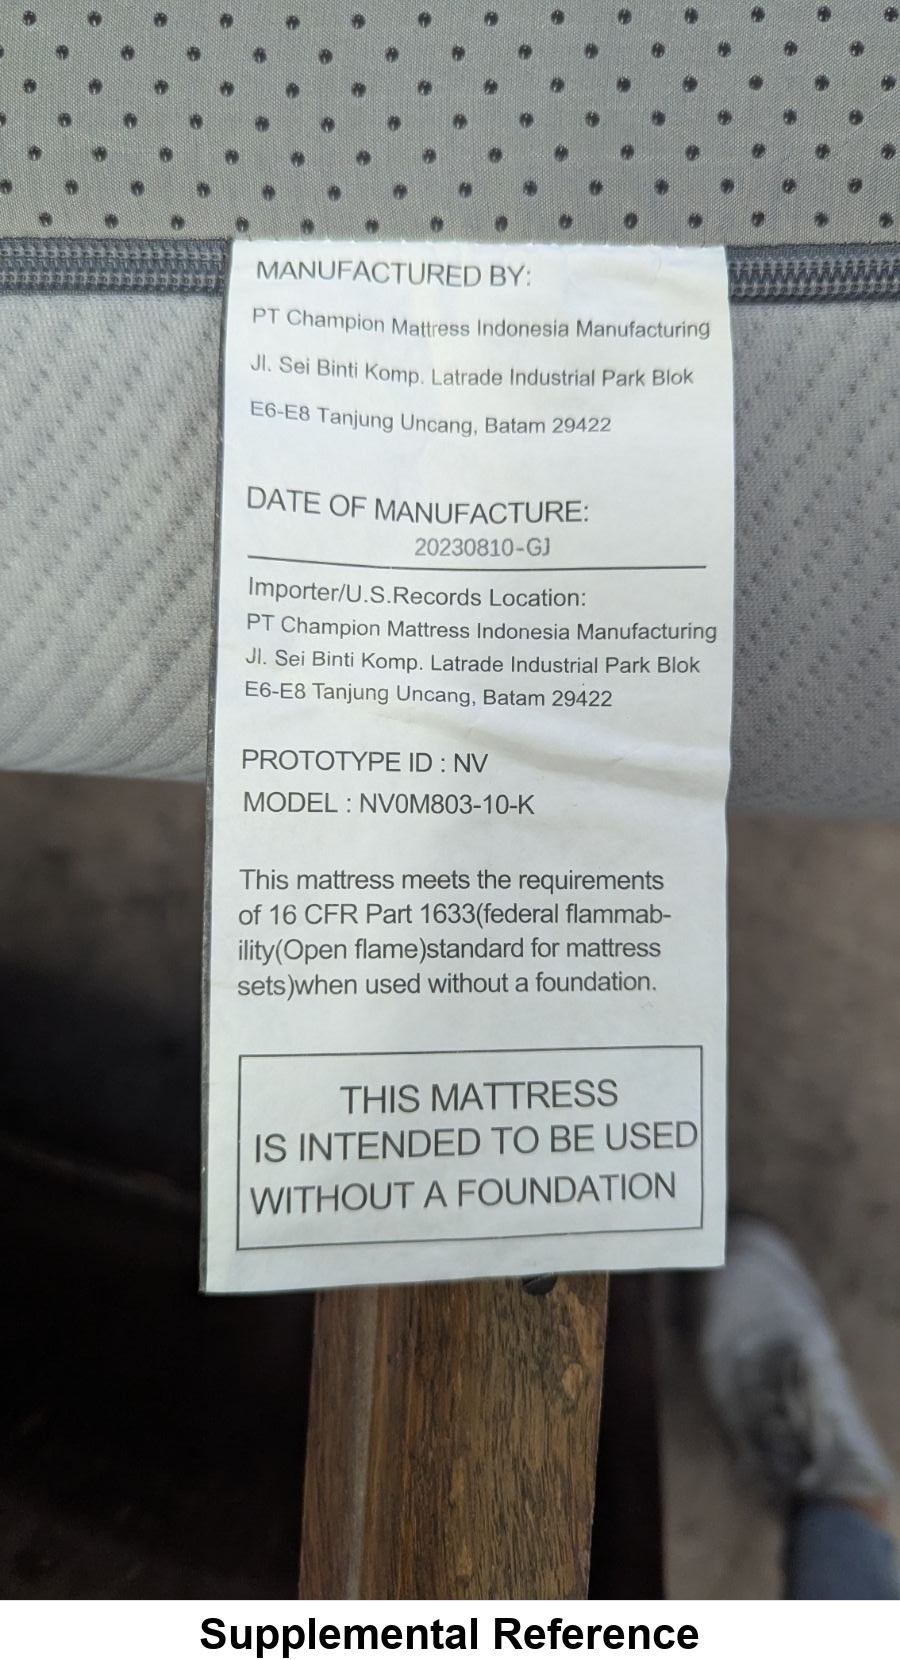 MANUFACTURED BY:
PT Champion Mattress Indonesia Manufacturing
Jl. Sei Binti Komp. Latrade Industrial Park Blok
E6-E8 Tanjung Uncang, Batam 29422
DATE OF MANUFACTURE:
20230810-GJ
Importer/U.S.Records Location:
PT Champion Mattress Indonesia Manufacturing
Jl. Sei Binti Komp. Latrade Industrial Park Blok
E6-E8 Tanjung Uncang, Batam 29422
PROTOTYPE ID : NV
MODEL : NV0M803-10-K
This mattress meets the requirements
of 16 CFR Part 1633(federal flammab-
ility(Open flame)standard for mattress
sets)when used without a foundation.
THIS MATTRESS
IS INTENDED TO BE USED
WITHOUT A FOUNDATION
Supplemental Reference